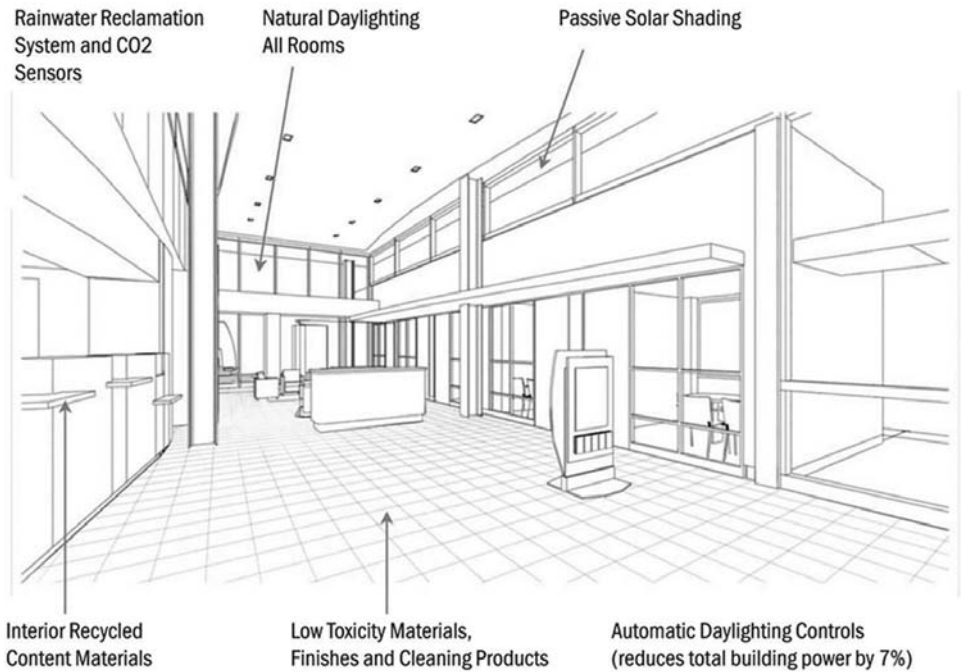 Rainwater Reclamation
System and CO2
Sensors
Natural Daylighting
All Rooms
Passive Solar Shading
Interior Recycled
Content Materials
Low Toxicity Materials,
Finishes and Cleaning Products
Automatic Daylighting Controls
(reduces total building power by 7%)